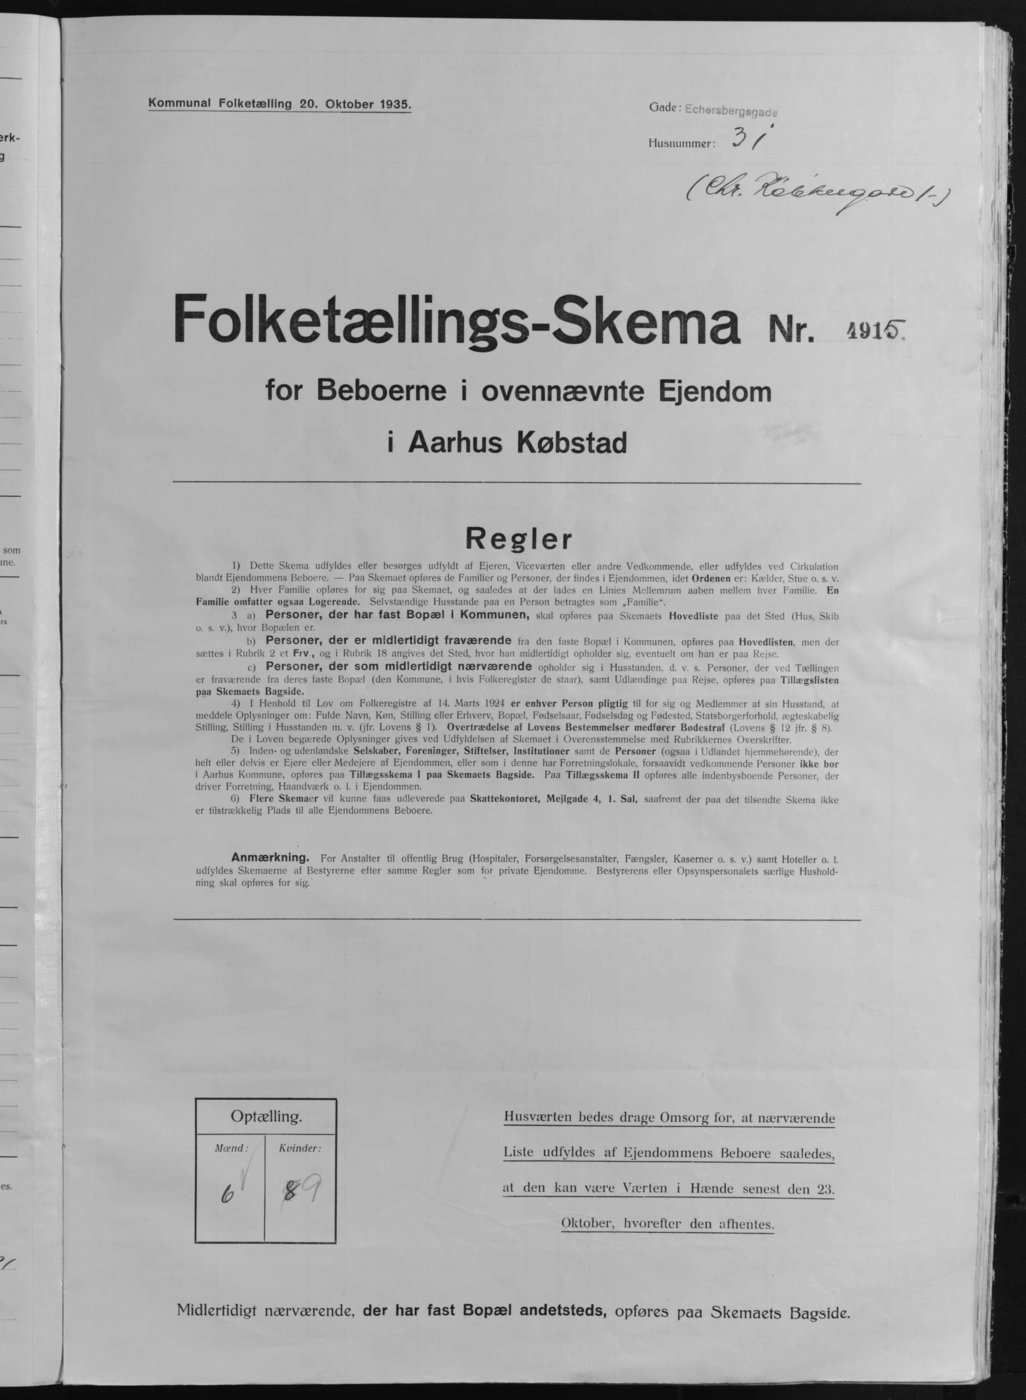 Kommunal Folketælling 20. Oktober 1935.
Gade: Echersbergsgade
Husnummer: 31
(Chr.
Folketællings-Skema Nr. 4915.
for Beboerne i ovennævnte Ejendom
i Aarhus Købstad
Regler
1) Dette Skema udfyldes eller besørges udfyldt af Ejeren, Viceværten eller andre Vedkommende, eller udfyldes ved Cirkulation
blandt Ejendommens Beboere. — Paa Skemaet opføres de Familier og Personer, der findes i Ejendommen, idet Ordenen er: Kælder, Stue o. s. v.
2) Hver Familie opføres for sig paa Skemaet, og saaledes at der lades en Linies Mellemrum aaben mellem hver Familie. En
Familie omfatter ogsaa Logerende. Selvstændige Husstande paa en Person betragtes som „Familie“.
3 a) Personer, der har fast Bopæl i Kommunen, skal opføres paa Skemaets Hovedliste paa det Sted (Hus, Skib
o. s. v.), hvor Bopælen er.
b) Personer, der er midlertidigt fraværende fra den faste Bopæl i Kommunen, opføres paa Hovedlisten, men der
sættes i Rubrik 2 et Frv., og i Rubrik 18 angives det Sted, hvor han midlertidigt opholder sig, eventuelt om han er paa Rejse.
c) Personer, der som midlertidigt nærværende opholder sig i Husstanden, d. v. s. Personer, der ved Tællingen
er fraværende fra deres faste Bopæl (den Kommune, i hvis Folkeregister de staar), samt Udlændinge paa Rejse, opføres paa Tillægslisten
paa Skemaets Bagside.
4) I Henhold til Lov om Folkeregistre af 14. Marts 1924 er enhver Person pligtig til for sig og Medlemmer af sin Husstand, at
meddele Oplysninger om: Fulde Navn, Køn, Stilling eller Erhverv, Bopæl, Fødselsaar, Fødselsdag og Fødested, Statsborgerforhold, ægteskabelig
Stilling, Stilling i Husstanden m. v. (jfr. Lovens § 1). Overtrædelse af Lovens Bestemmelser medfører Bødestraf (Lovens § 12 jfr. § 8).
De i Loven begærede Oplysninger gives ved Udfyldelsen af Skemaet i Overensstemmelse med Rubrikkernes Overskrifter.
5) Inden- og udenlandske Selskaber, Foreninger, Stiftelser, Institutioner samt de Personer (ogsaa i Udlandet hjemmehørende), der
helt eller delvis er Ejere eller Medejere af Ejendommen, eller som i denne har Forretningslokale, forsaavidt vedkommende Personer ikke bor
i Aarhus Kommune, opføres paa Tillægsskema I paa Skemaets Bagside. Paa Tillægsskema II opføres alle indenbysboende Personer, der
driver Forretning, Haandværk o. l. i Ejendommen.
6) Flere Skemaer vil kunne faas udleverede paa Skattekontoret, Mejlgade 4, 1. Sal, saafremt der paa det tilsendte Skema ikke
er tilstrækkelig Plads til alle Ejendommens Beboere.
Anmærkning. For Anstalter til offentlig Brug (Hospitaler, Forsørgelsesanstalter, Fængsler, Kaserner o. s. v.) samt Hoteller o. l.
udfyldes Skemaerne af Bestyrerne efter samme Regler som for private Ejendomme. Bestyrerens eller Opsynspersonalets særlige Hushold-
ning skal opføres for sig.
Optælling.
Mænd: Kvinder:
6 8 9
Husværten bedes drage Omsorg for, at nærværende
Liste udfyldes af Ejendommens Beboere saaledes,
at den kan være Værten i Hænde senest den 23.
Oktober, hvorefter den afhentes.
Midlertidigt nærværende, der har fast Bopæl andetsteds, opføres paa Skemaets Bagside.